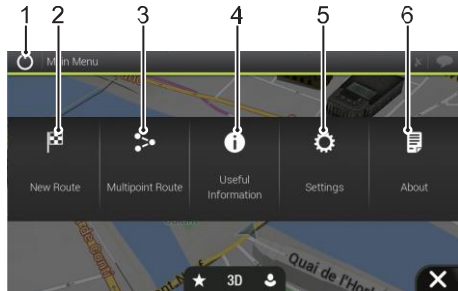 1 2 3 4 5 6
Main Menu
New Route
Multipoint Route
Useful
Information
Settings
About
3D
Quai de l'Hor